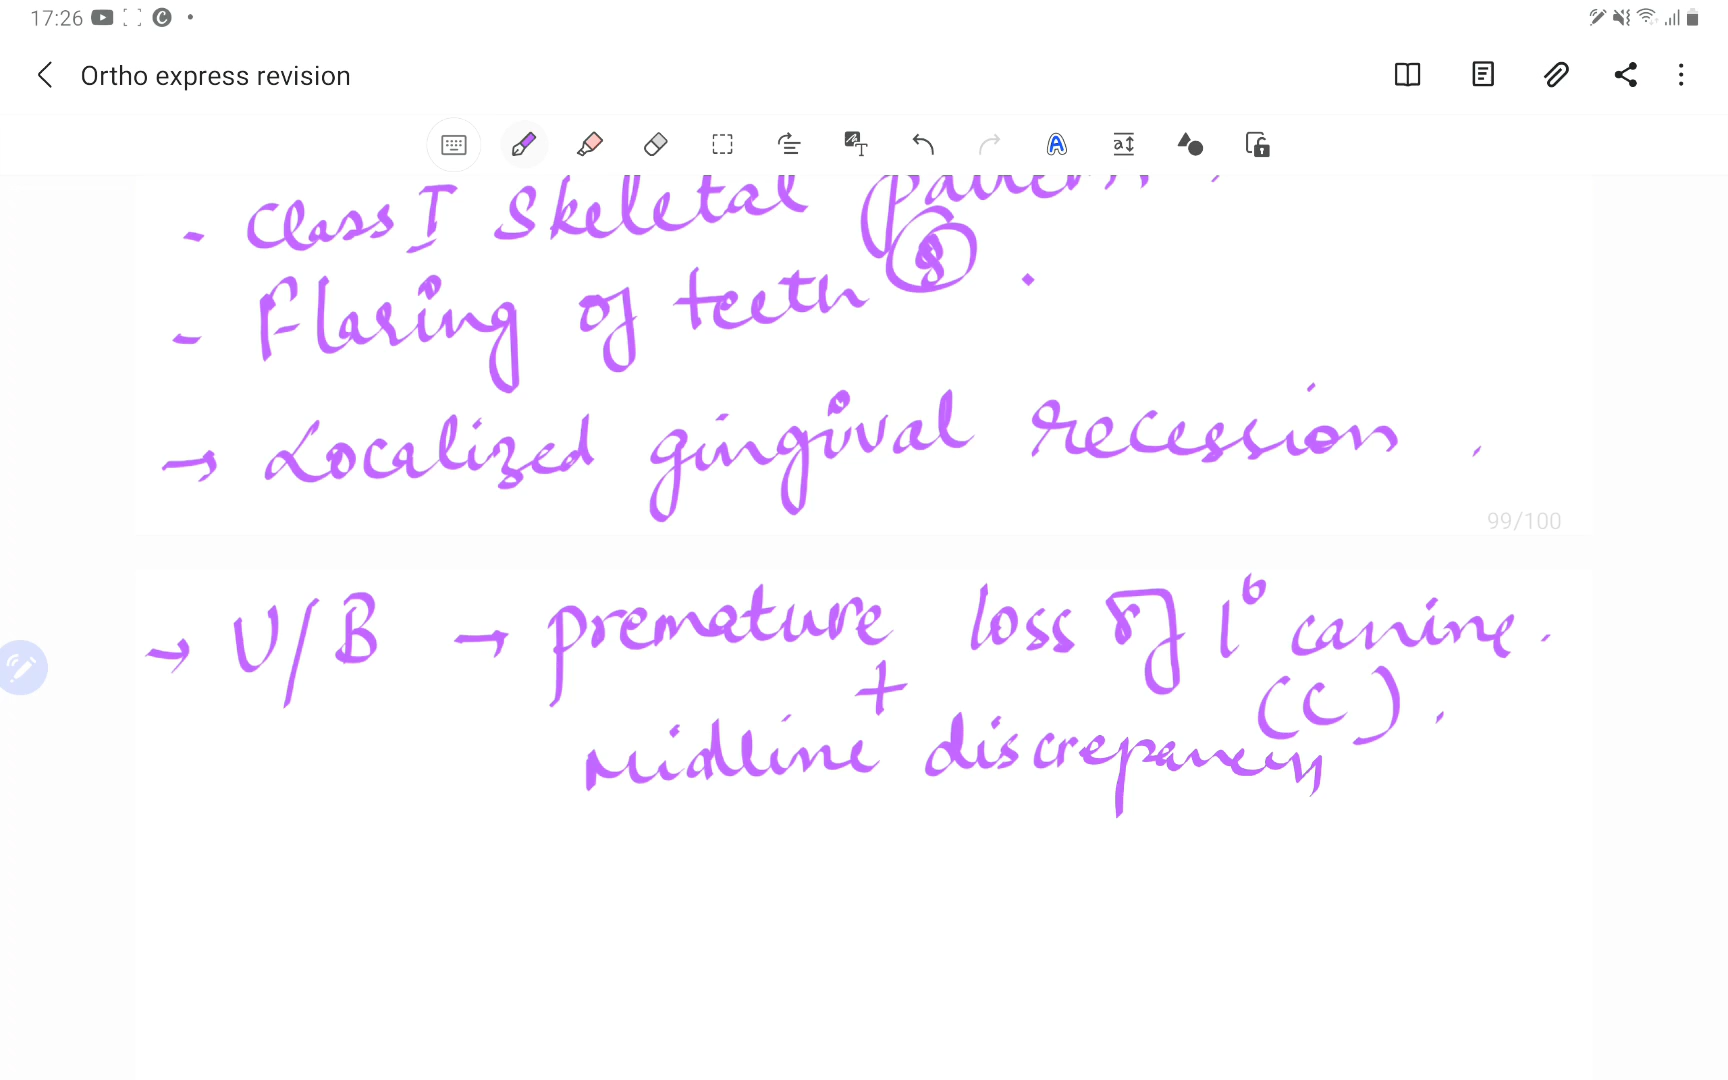 17:26
Ortho express revision
- Class I Skeletal pattern.
- Flaring of teeth
→ Localized gingival recession.
99/100
→ U/B → premature loss of 1° canine.
+ (C).
midline discrepancy